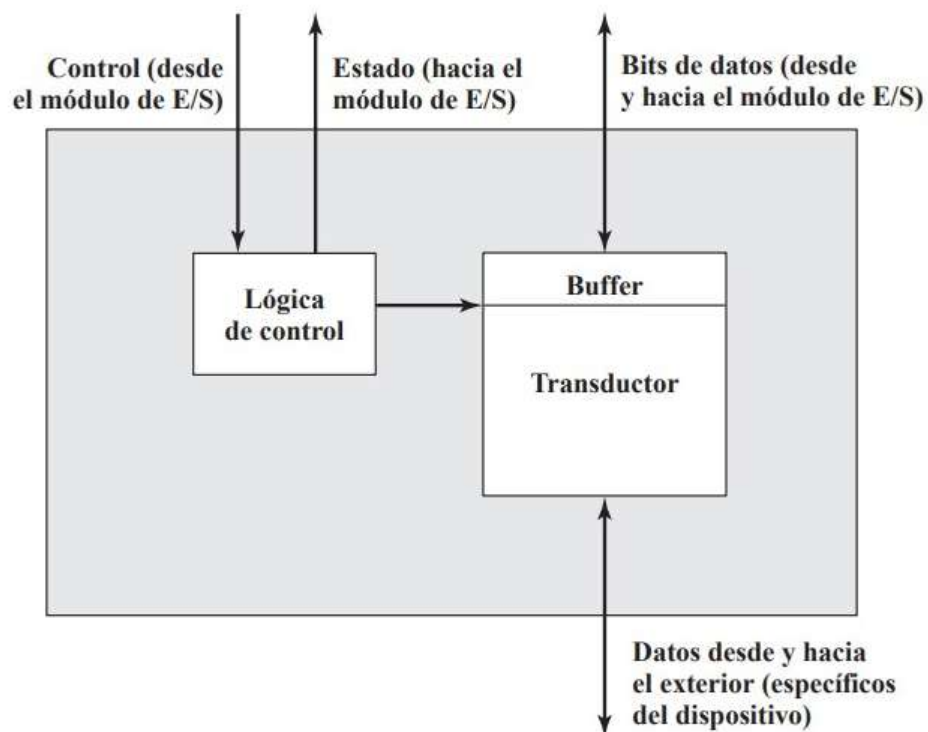 Control (desde
el módulo de E/S)
Estado (hacia el
módulo de E/S)
Bits de datos (desde
y hacia el módulo de E/S)
Lógica
de control
Buffer
Transductor
Datos desde y hacia
el exterior (específicos
del dispositivo)